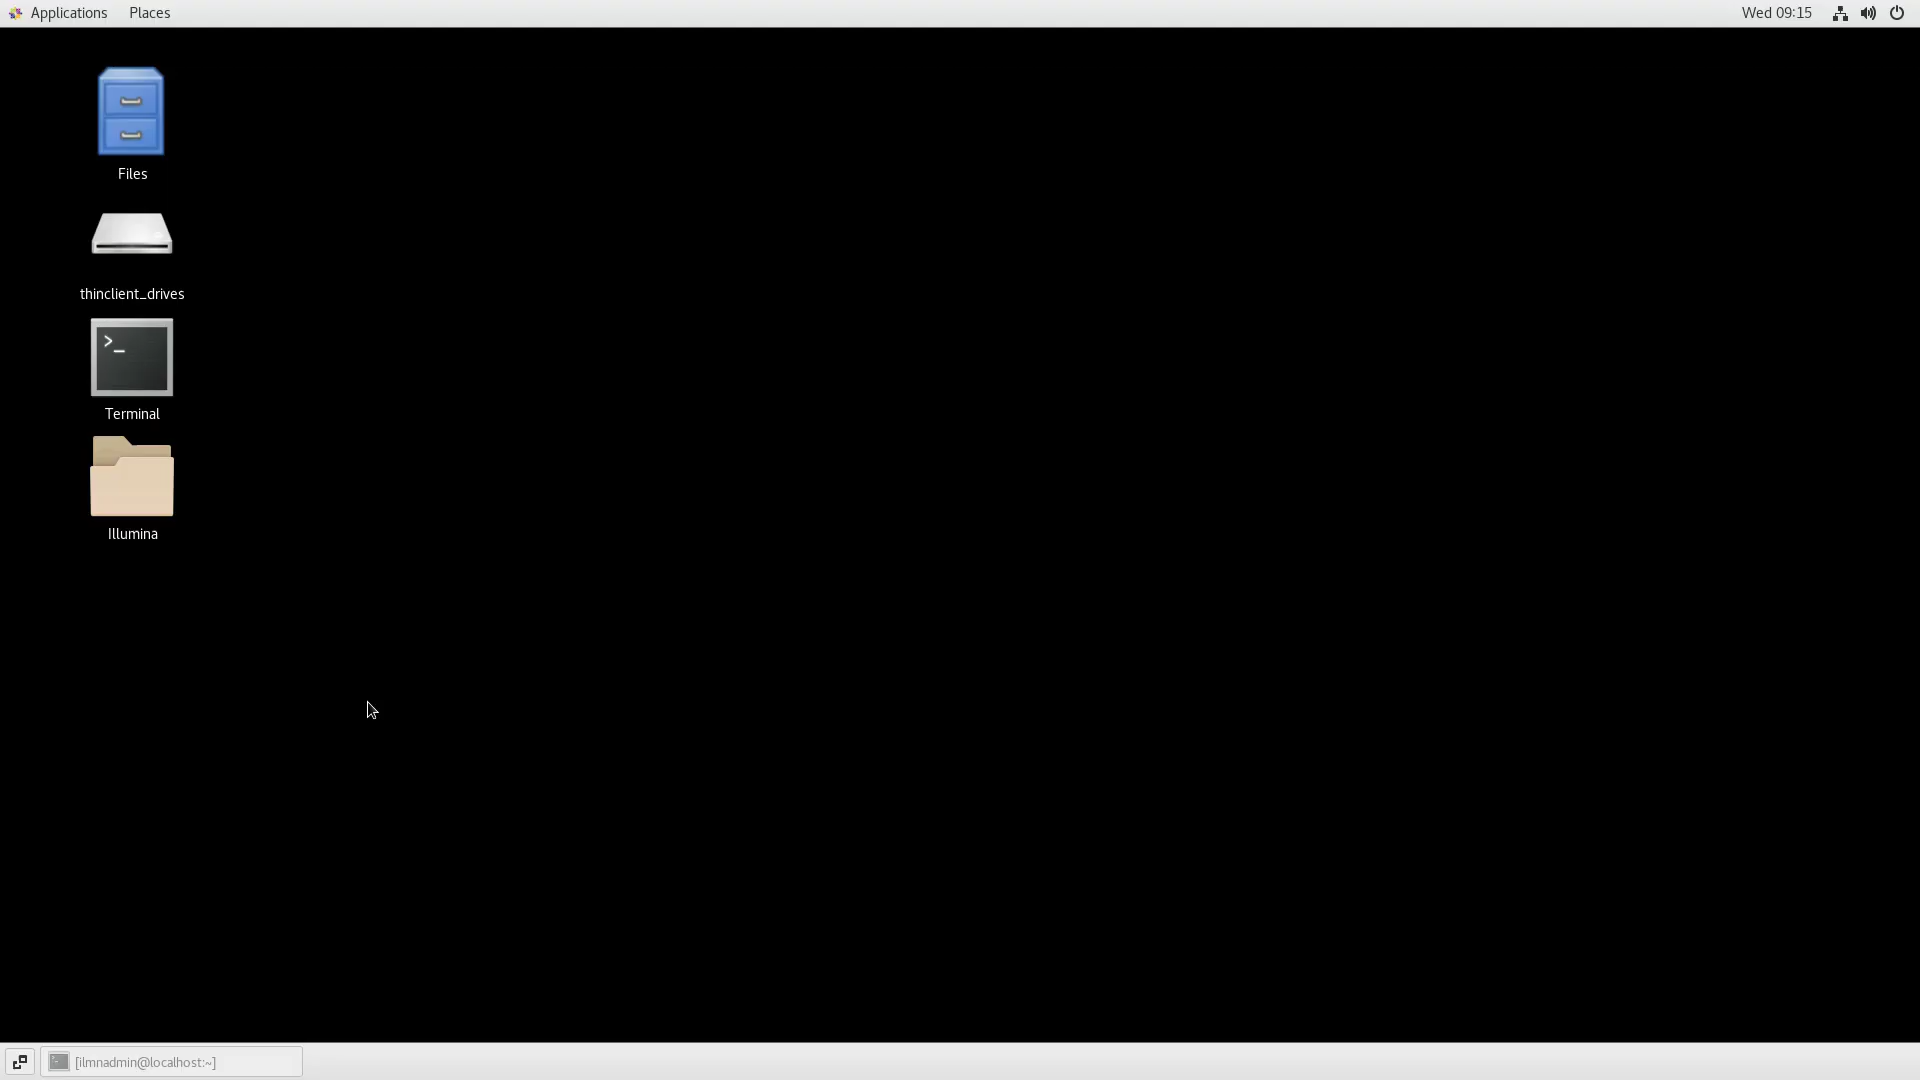 Applications Places Wed 09:15
Files
thinclient_drives
>_
Terminal
Illumina
[ilmnadmin@localhost:~]